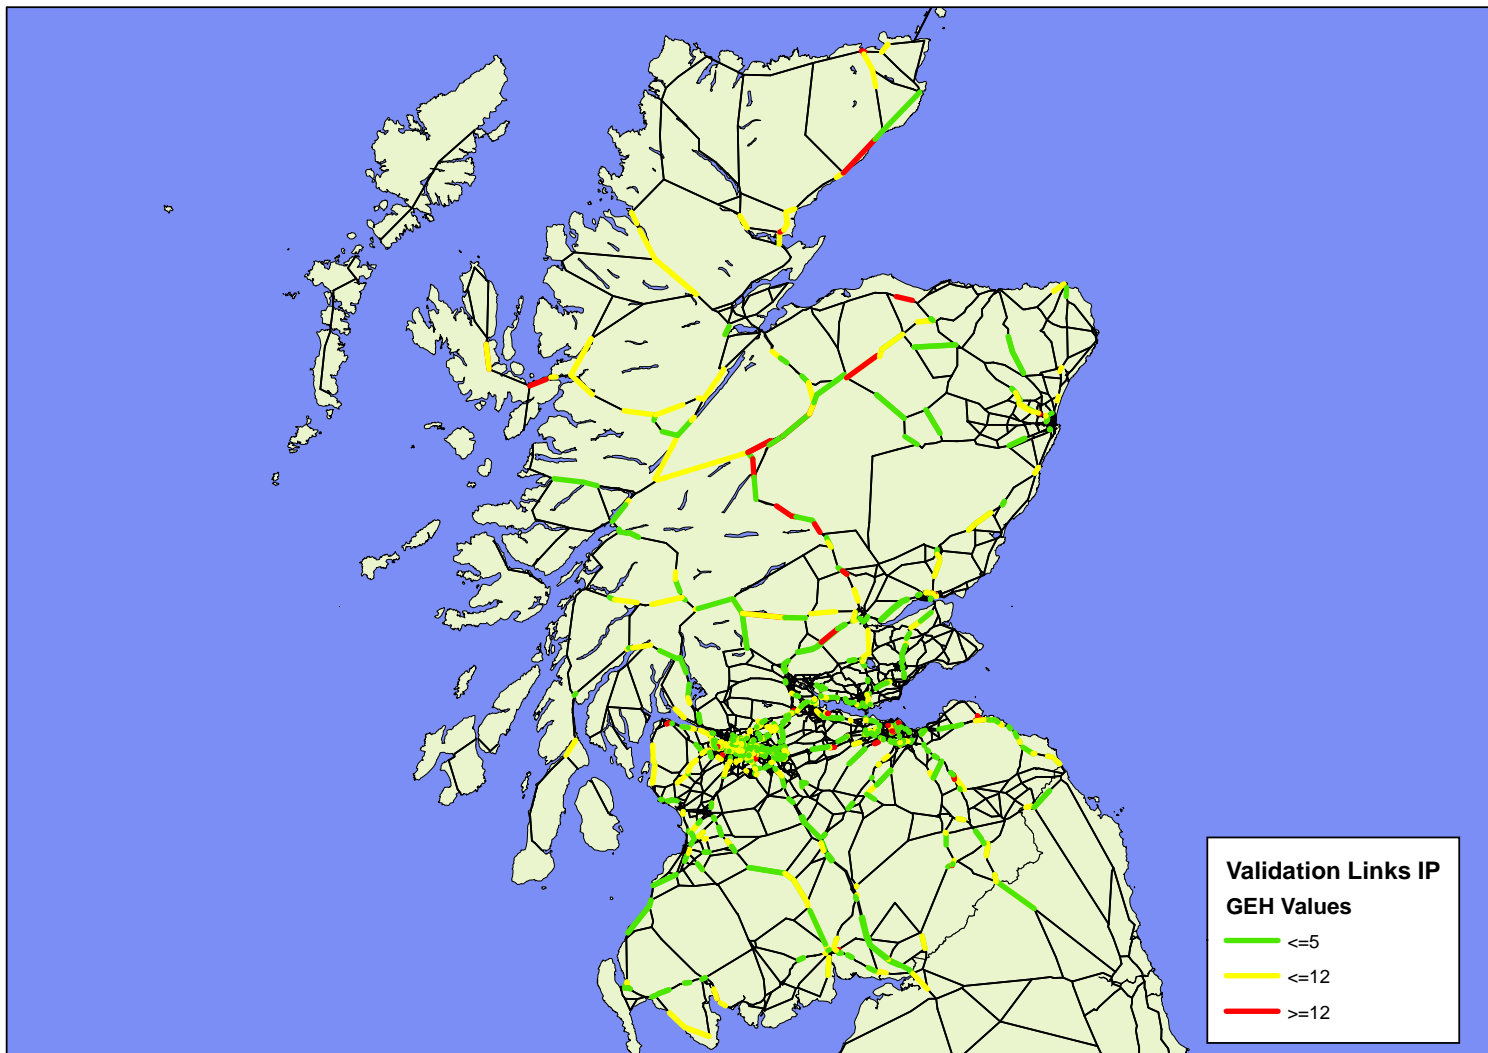 Validation Links IP
GEH Values
<=5
<=12
>=12